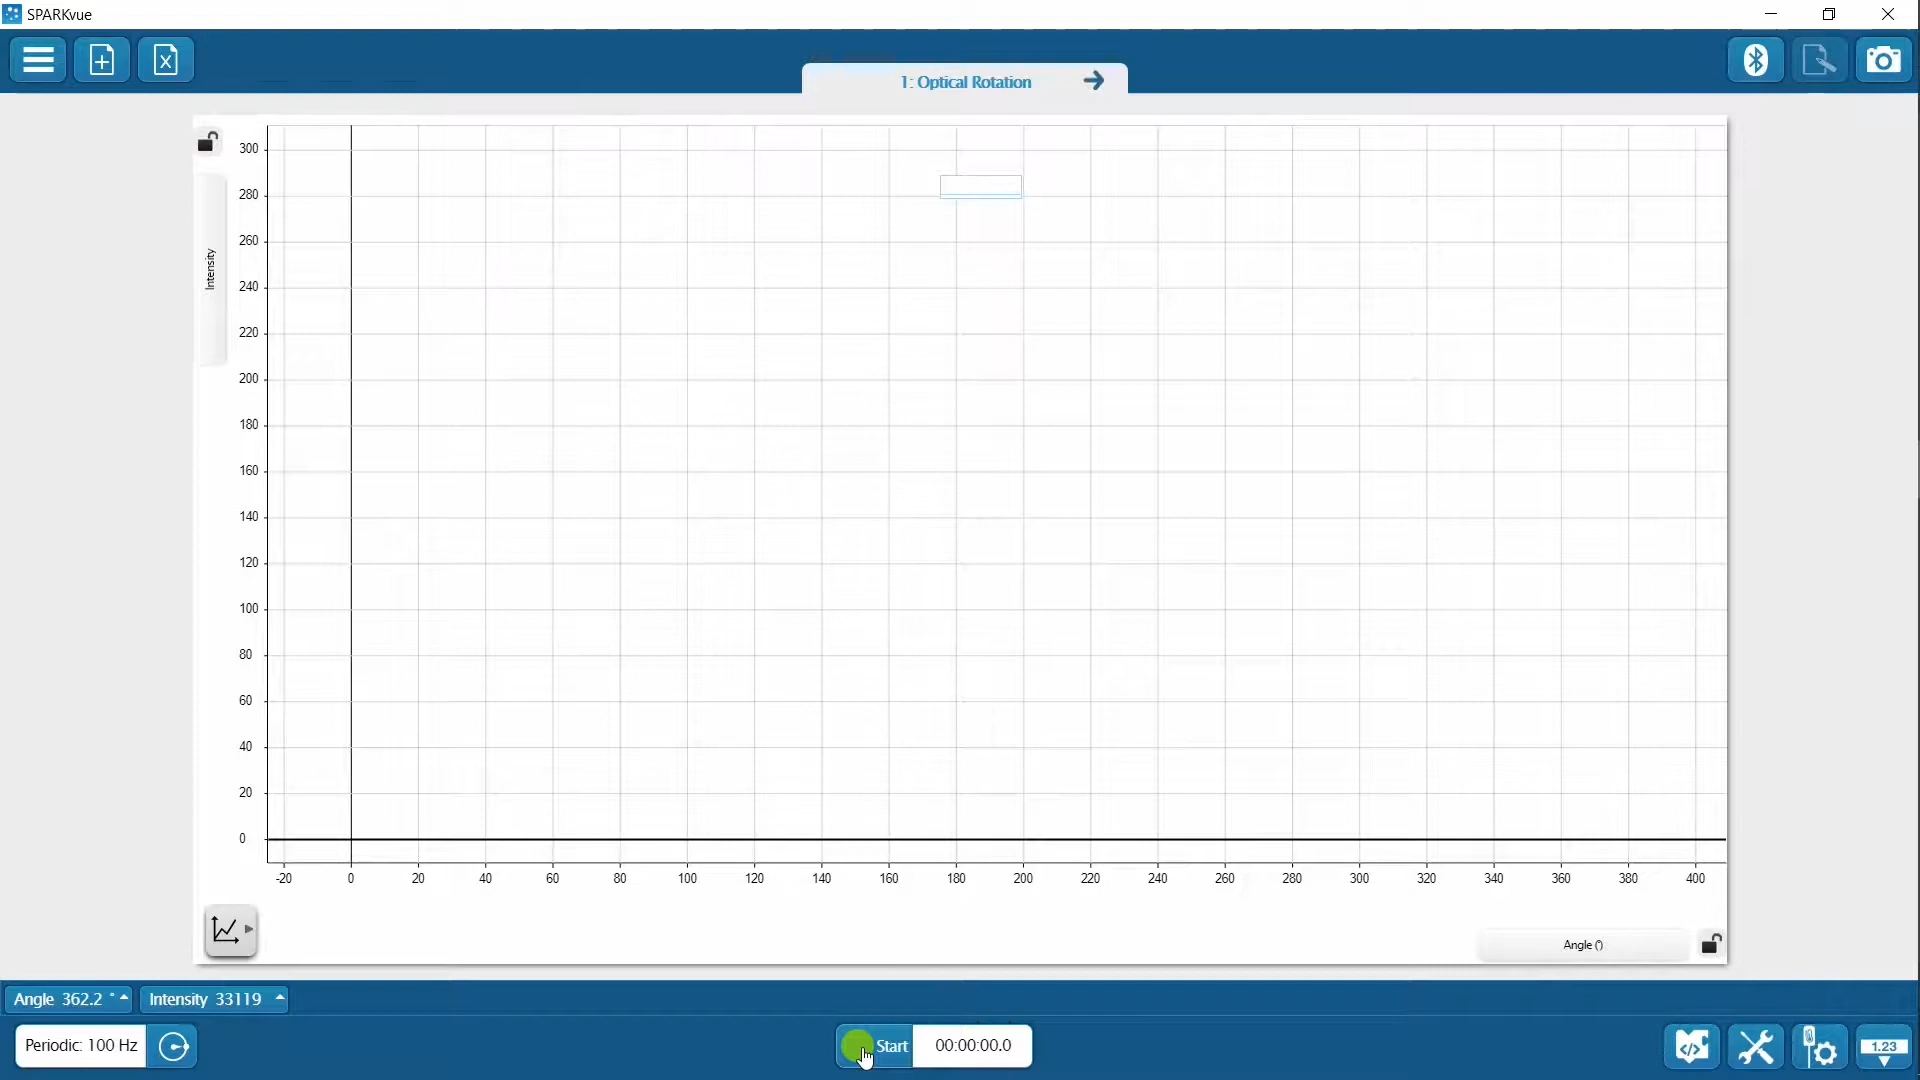 SPARKvue
1: Optical Rotation
Intensity
300
280
260
240
220
200
180
160
140
120
100
80
60
40
20
0
-20 0 20 40 60 80 100 120 140 160 180 200 220 240 260 280 300 320 340 360 380 400
Angle (°)
Angle 362.2 °
Intensity 33119
Periodic: 100 Hz
Start
00:00:00.0
1.23